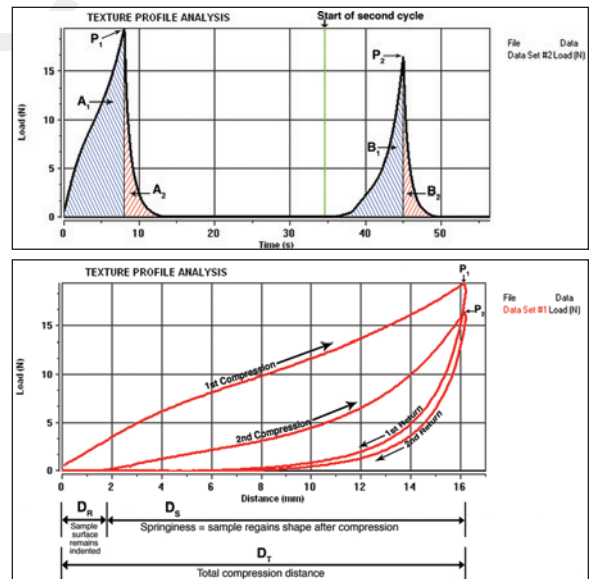 TEXTURE PROFILE ANALYSIS
Start of second cycle
P1
P2
File Data
Data Set #2 Load (N)
15
10
5
0
Load (N)
A1
A2
B1
B2
0 10 20 30 40 50
Time (s)
TEXTURE PROFILE ANALYSIS
P1
P2
File Data
Data Set #1 Load (N)
15
10
5
0
Load (N)
1st Compression
2nd Compression
1st Return
2nd Return
0 2 4 6 8 10 12 14 16
Distance (mm)
DR
DS
Sample
surface
remains
indented
Springiness = sample regains shape after compression
DT
Total compression distance